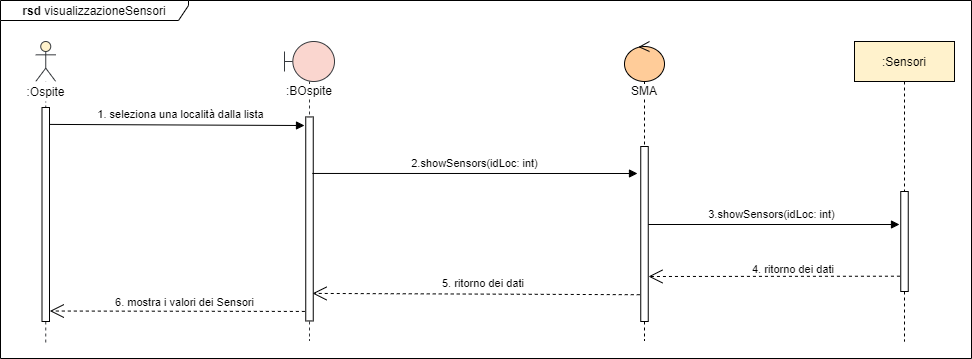 rsd visualizzazioneSensori
:Ospite
:BOspite
SMA
:Sensori
1. seleziona una località dalla lista
2.showSensors(idLoc: int)
3.showSensors(idLoc: int)
4. ritorno dei dati
5. ritorno dei dati
6. mostra i valori dei Sensori